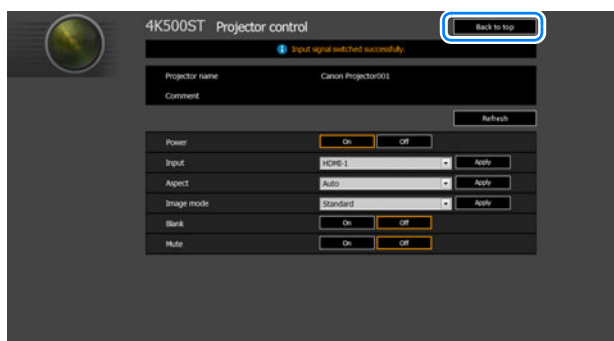 4K500ST Projector control Back to top
Input signal switched successfully.
Projector name Canon Projector001
Comment
Refresh
Power On Off
Input HDMI-1 Apply
Aspect Auto Apply
Image mode Standard Apply
Blank On Off
Mute On Off